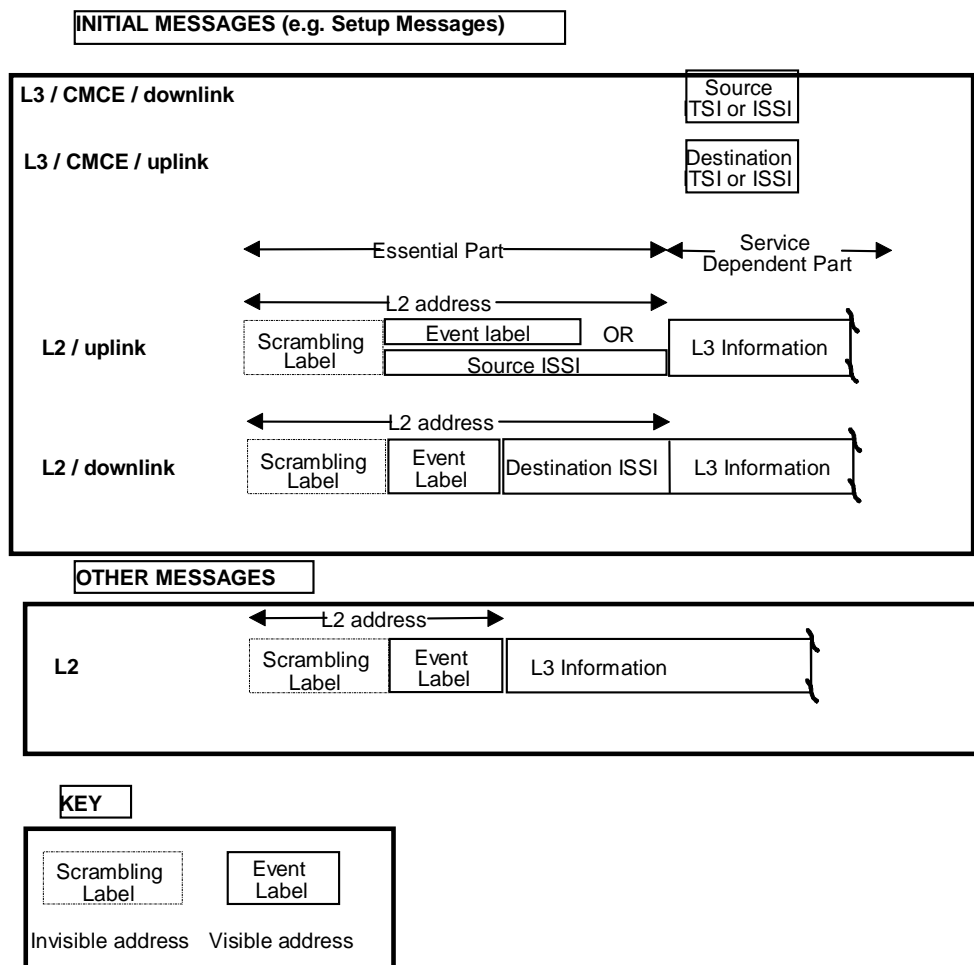 INITIAL MESSAGES (e.g. Setup Messages)
L3 / CMCE / downlink
Source
ITSI or ISSI
L3 / CMCE / uplink
Destination
ITSI or ISSI
Essential Part
Service
Dependent Part
L2 address
L2 / uplink
Scrambling
Label
Event label
OR
Source ISSI
L3 Information
L2 address
L2 / downlink
Scrambling
Label
Event
Label
Destination ISSI
L3 Information
OTHER MESSAGES
L2 address
L2
Scrambling
Label
Event
Label
L3 Information
KEY
Scrambling
Label
Event
Label
Invisible address
Visible address